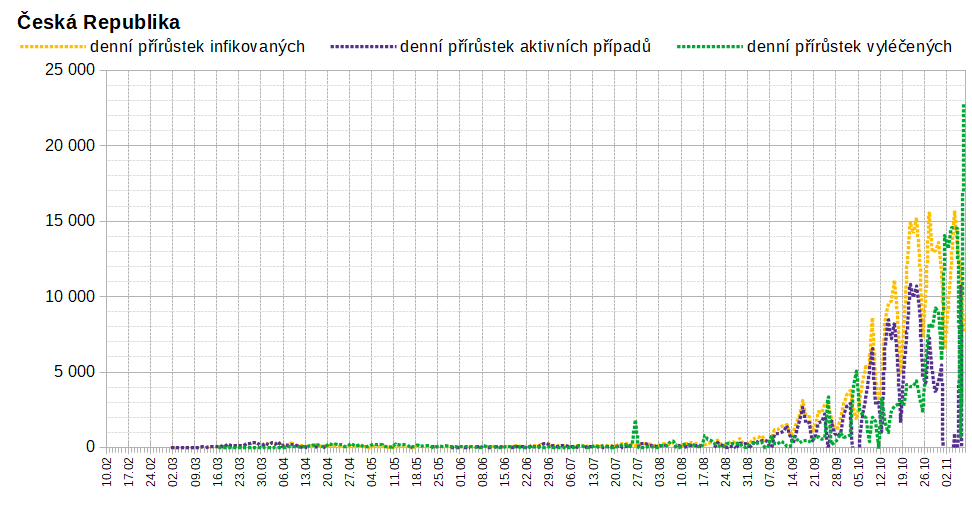 Česká Republika
denní přírůstek infikovaných denní přírůstek aktivních případů denní přírůstek vyléčených
25 000
20 000
15 000
10 000
5 000
0
10.02 17.02 24.02 02.03 09.03 16.03 23.03 30.03 06.04 13.04 20.04 27.04 04.05 11.05 18.05 25.05 01.06 08.06 15.06 22.06 29.06 06.07 13.07 20.07 27.07 03.08 10.08 17.08 24.08 31.08 07.09 14.09 21.09 28.09 05.10 12.10 19.10 26.10 02.11